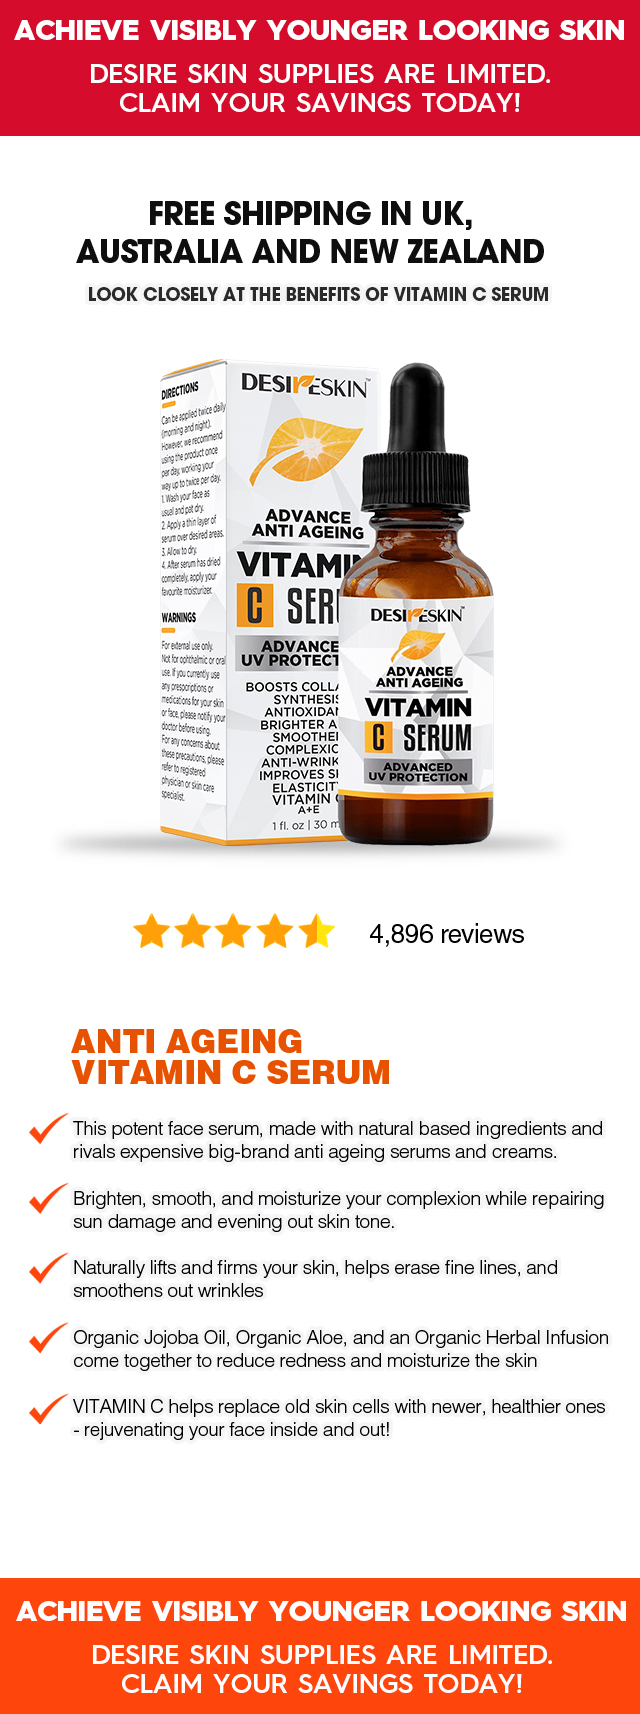 ACHIEVE VISIBLY YOUNGER LOOKING SKIN
DESIRE SKIN SUPPLIES ARE LIMITED.
CLAIM YOUR SAVINGS TODAY!
FREE SHIPPING IN UK,
AUSTRALIA AND NEW ZEALAND
LOOK CLOSELY AT THE BENEFITS OF VITAMIN C SERUM
DIRECTIONS
Can be applied twice daily
(morning and night).
However, we recommend
using the product once
per day, working your
way up to twice per day.
1. Wash your face as
usual and pat dry.
2. Apply a thin layer of
serum over desired areas.
3. Allow to dry.
4. After serum has dried
completely, apply your
favourite moisturizer.
WARNINGS
For external use only.
Not for ophthalmic or oral
use. If you currently use
any prescriptions or
medications for your skin
or face, please notify your
doctor before using.
For any concerns about
these precautions, please
refer to registered
physician or skin care
specialist.
DESIRESKIN™
ADVANCE
ANTI AGEING
VITAMIN
C SER
ADVANCE
UV PROTECT
BOOSTS COLLA
SYNTHESIS
ANTIOXIDAN
BRIGHTER A
SMOOTHE
COMPLEXIC
ANTI-WRINK
IMPROVES S
ELASTICIT
VITAMIN
A+E
1 fl. oz | 30 m
DESIRESKIN™
ADVANCE
ANTI AGEING
VITAMIN
C SERUM
ADVANCED
UV PROTECTION
4,896 reviews
ANTI AGEING
VITAMIN C SERUM
This potent face serum, made with natural based ingredients and
rivals expensive big-brand anti ageing serums and creams.
Brighten, smooth, and moisturize your complexion while repairing
sun damage and evening out skin tone.
Naturally lifts and firms your skin, helps erase fine lines, and
smoothens out wrinkles
Organic Jojoba Oil, Organic Aloe, and an Organic Herbal Infusion
come together to reduce redness and moisturize the skin
VITAMIN C helps replace old skin cells with newer, healthier ones
- rejuvenating your face inside and out!
ACHIEVE VISIBLY YOUNGER LOOKING SKIN
DESIRE SKIN SUPPLIES ARE LIMITED.
CLAIM YOUR SAVINGS TODAY!